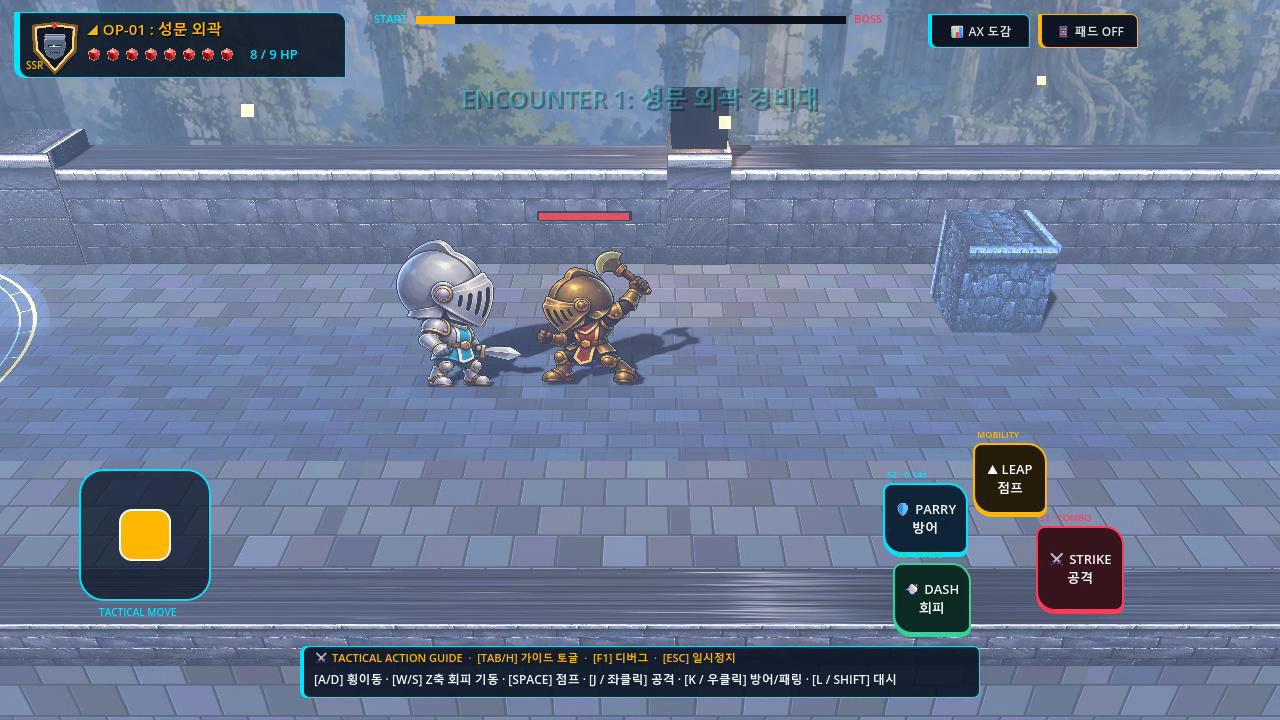 OP-01 : 성문 외곽
SSR
8 / 9 HP
START
BOSS
AX 도감
패드 OFF
ENCOUNTER 1: 성문 외곽 경비대
MOBILITY
▲ LEAP
점프
PARRY
방어
COMBO
STRIKE
공격
DASH
회피
TACTICAL MOVE
TACTICAL ACTION GUIDE · [TAB/H] 가이드 토글 · [F1] 디버그 · [ESC] 일시정지
[A/D] 횡이동 · [W/S] Z축 회피 기동 · [SPACE] 점프 · [J / 좌클릭] 공격 · [K / 우클릭] 방어/패링 · [L / SHIFT] 대시